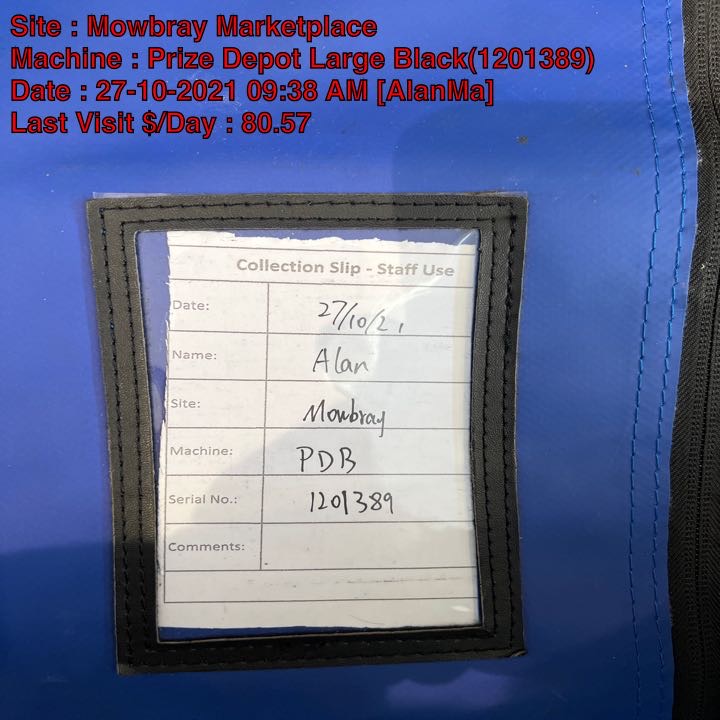 Site : Mowbray Marketplace
Machine : Prize Depot Large Black(1201389)
Date : 27-10-2021 09:38 AM [AlanMa]
Last Visit $/Day : 80.57
Collection Slip - Staff Use
Date: 27/10/21
Name: Alan
Site: Mowbray
Machine: PDB
Serial No.: 1201389
Comments: